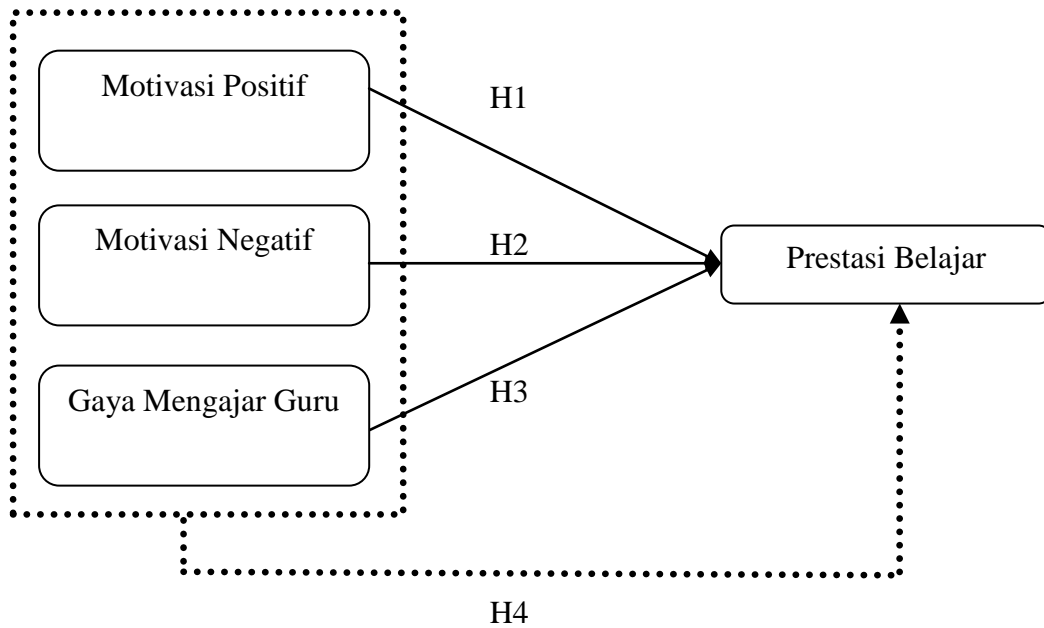 Motivasi Positif
H1
Motivasi Negatif
H2
Prestasi Belajar
Gaya Mengajar Guru
H3
H4